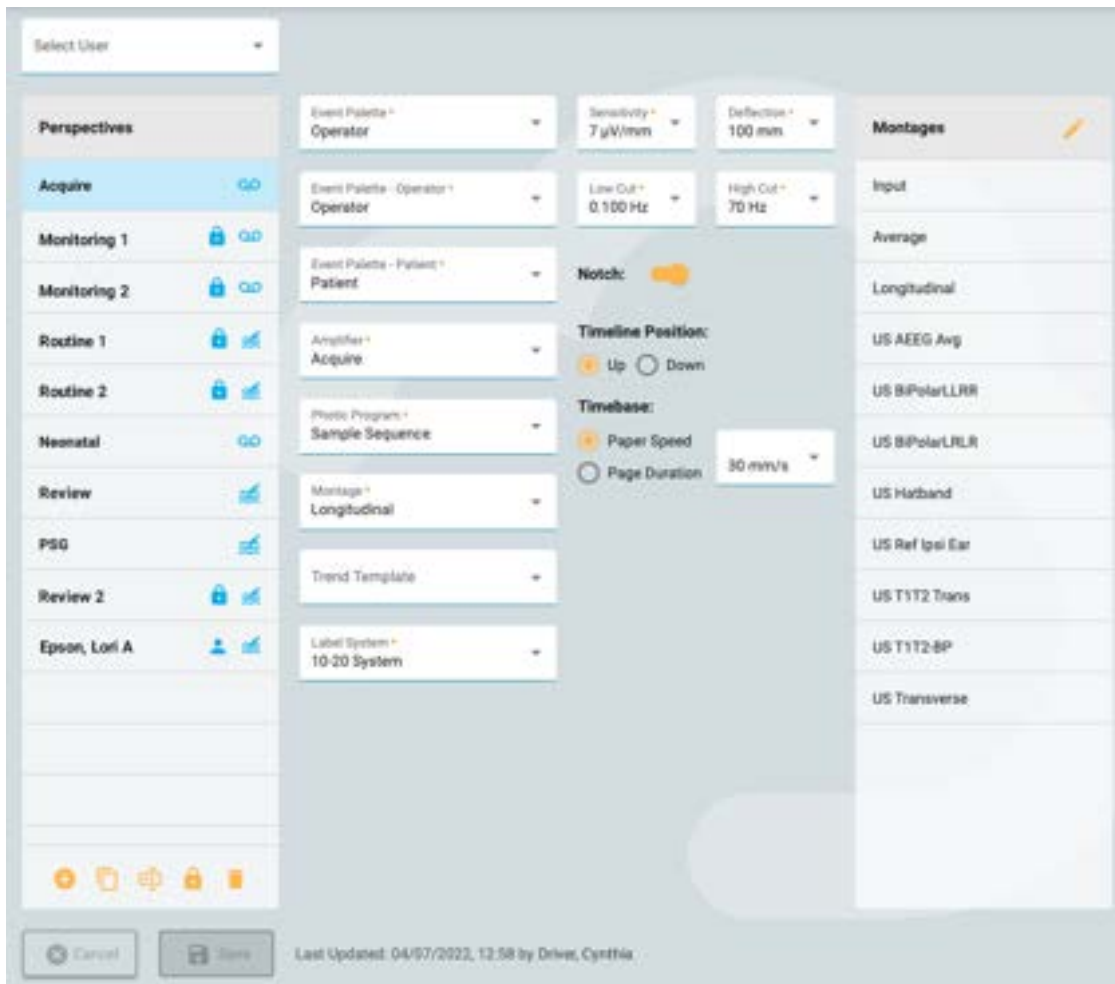 Select User
Perspectives
Acquire
Monitoring 1
Monitoring 2
Routine 1
Routine 2
Neonatal
Review
PSG
Review 2
Epson, Lori A
Event Palette *
Operator
Event Palette - Operator *
Operator
Event Palette - Patient *
Patient
Amplifier *
Acquire
Photic Program *
Sample Sequence
Montage *
Longitudinal
Trend Template
Label System *
10-20 System
Sensitivity *
7 µV/mm
Deflection *
100 mm
Low Cut *
0.100 Hz
High Cut *
70 Hz
Notch:
Timeline Position:
Up Down
Timebase:
Paper Speed
Page Duration
30 mm/s
Montages
Input
Average
Longitudinal
US AEEG Avg
US BiPolarLLRR
US BiPolarLRLR
US Hatband
US Ref Ipsi Ear
US T1T2 Trans
US T1T2-BP
US Transverse
Cancel
Save
Last Updated: 04/07/2022, 12:58 by Driver, Cynthia